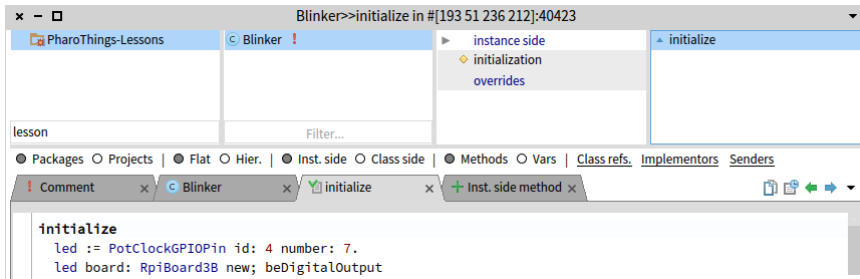 Blinker>>initialize in #[193 51 236 212]:40423
PharoThings-Lessons
Blinker !
instance side
initialization
overrides
initialize
lesson
Filter...
Packages Projects | Flat Hier. | Inst. side Class side | Methods Vars | Class refs. Implementors Senders
! Comment x C Blinker x initialize x + Inst. side method x
initialize
led := PotClockGPIOPin id: 4 number: 7.
led board: RpiBoard3B new; beDigitalOutput